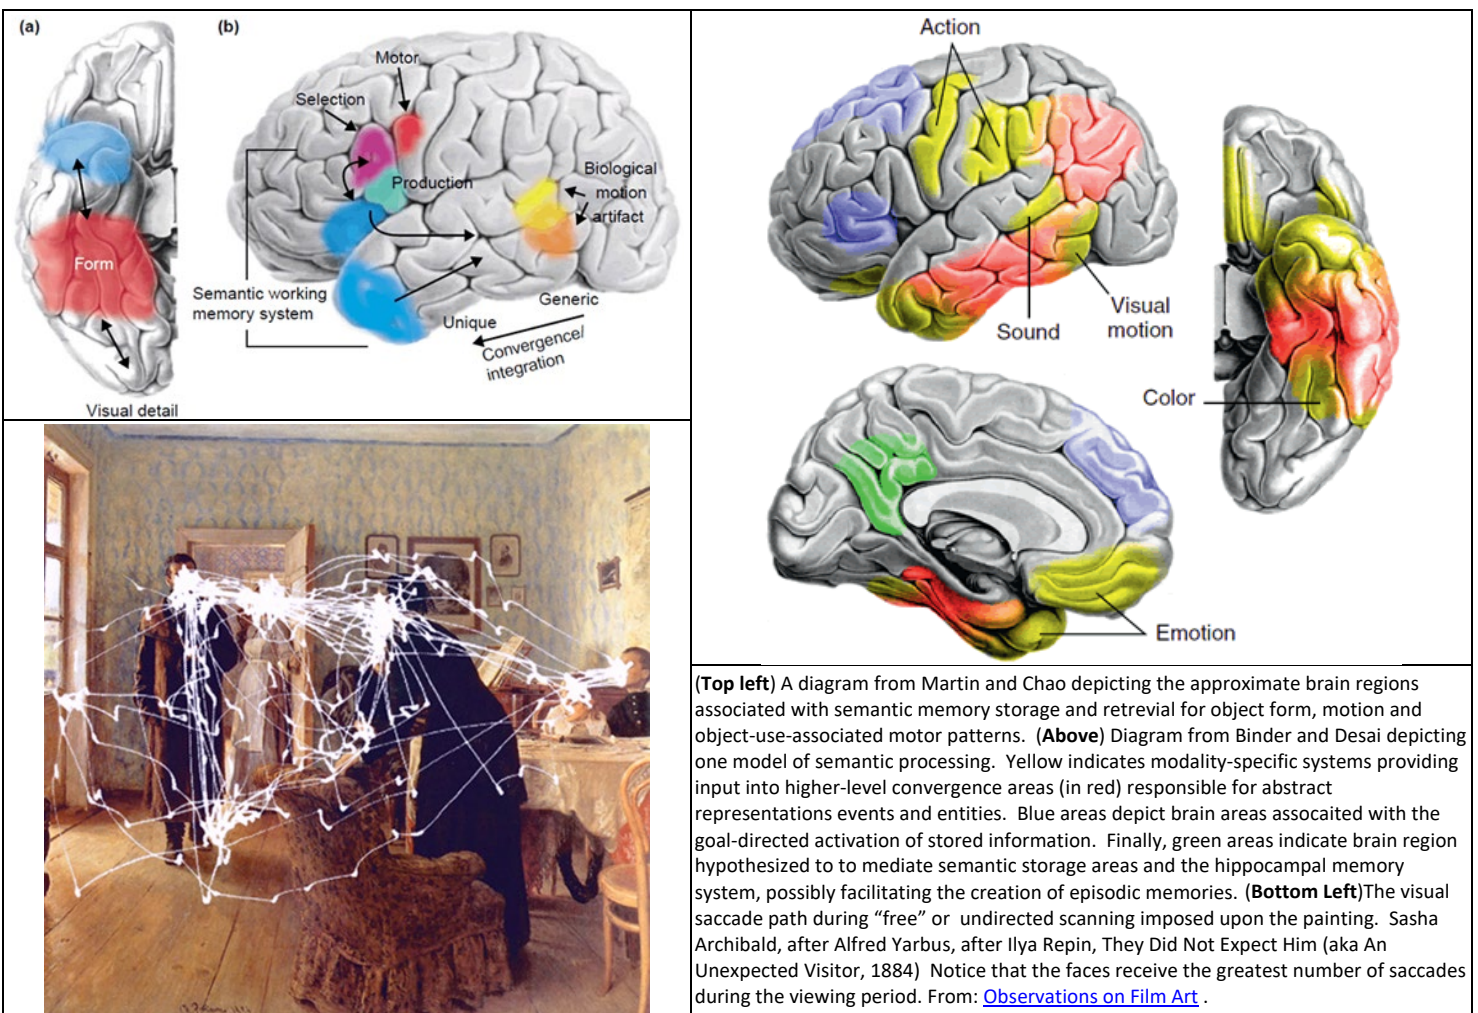 (a)
(b)
Motor
Selection
Biological
motion
artifact
Production
Form
Semantic working
memory system
Generic
Unique
Convergence/
integration
Visual detail
Action
Visual
motion
Sound
Color
Emotion
(Top left) A diagram from Martin and Chao depicting the approximate brain regions
associated with semantic memory storage and retrevial for object form, motion and
object-use-associated motor patterns.  (Above) Diagram from Binder and Desai depicting
one model of semantic processing.  Yellow indicates modality-specific systems providing
input into higher-level convergence areas (in red) responsible for abstract
representations events and entities.  Blue areas depict brain areas assocaited with the
goal-directed activation of stored information.  Finally, green areas indicate brain region
hypothesized to to mediate semantic storage areas and the hippocampal memory
system, possibly facilitating the creation of episodic memories. (Bottom Left)The visual
saccade path during “free” or  undirected scanning imposed upon the painting.  Sasha
Archibald, after Alfred Yarbus, after Ilya Repin, They Did Not Expect Him (aka An
Unexpected Visitor, 1884)  Notice that the faces receive the greatest number of saccades
during the viewing period. From: Observations on Film Art .